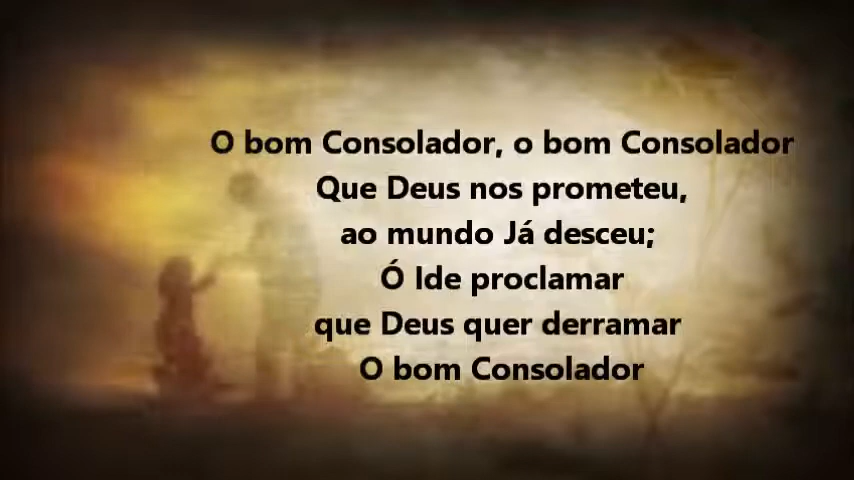 O bom Consolador, o bom Consolador
Que Deus nos prometeu,
ao mundo Já desceu;
Ó Ide proclamar
que Deus quer derramar
O bom Consolador